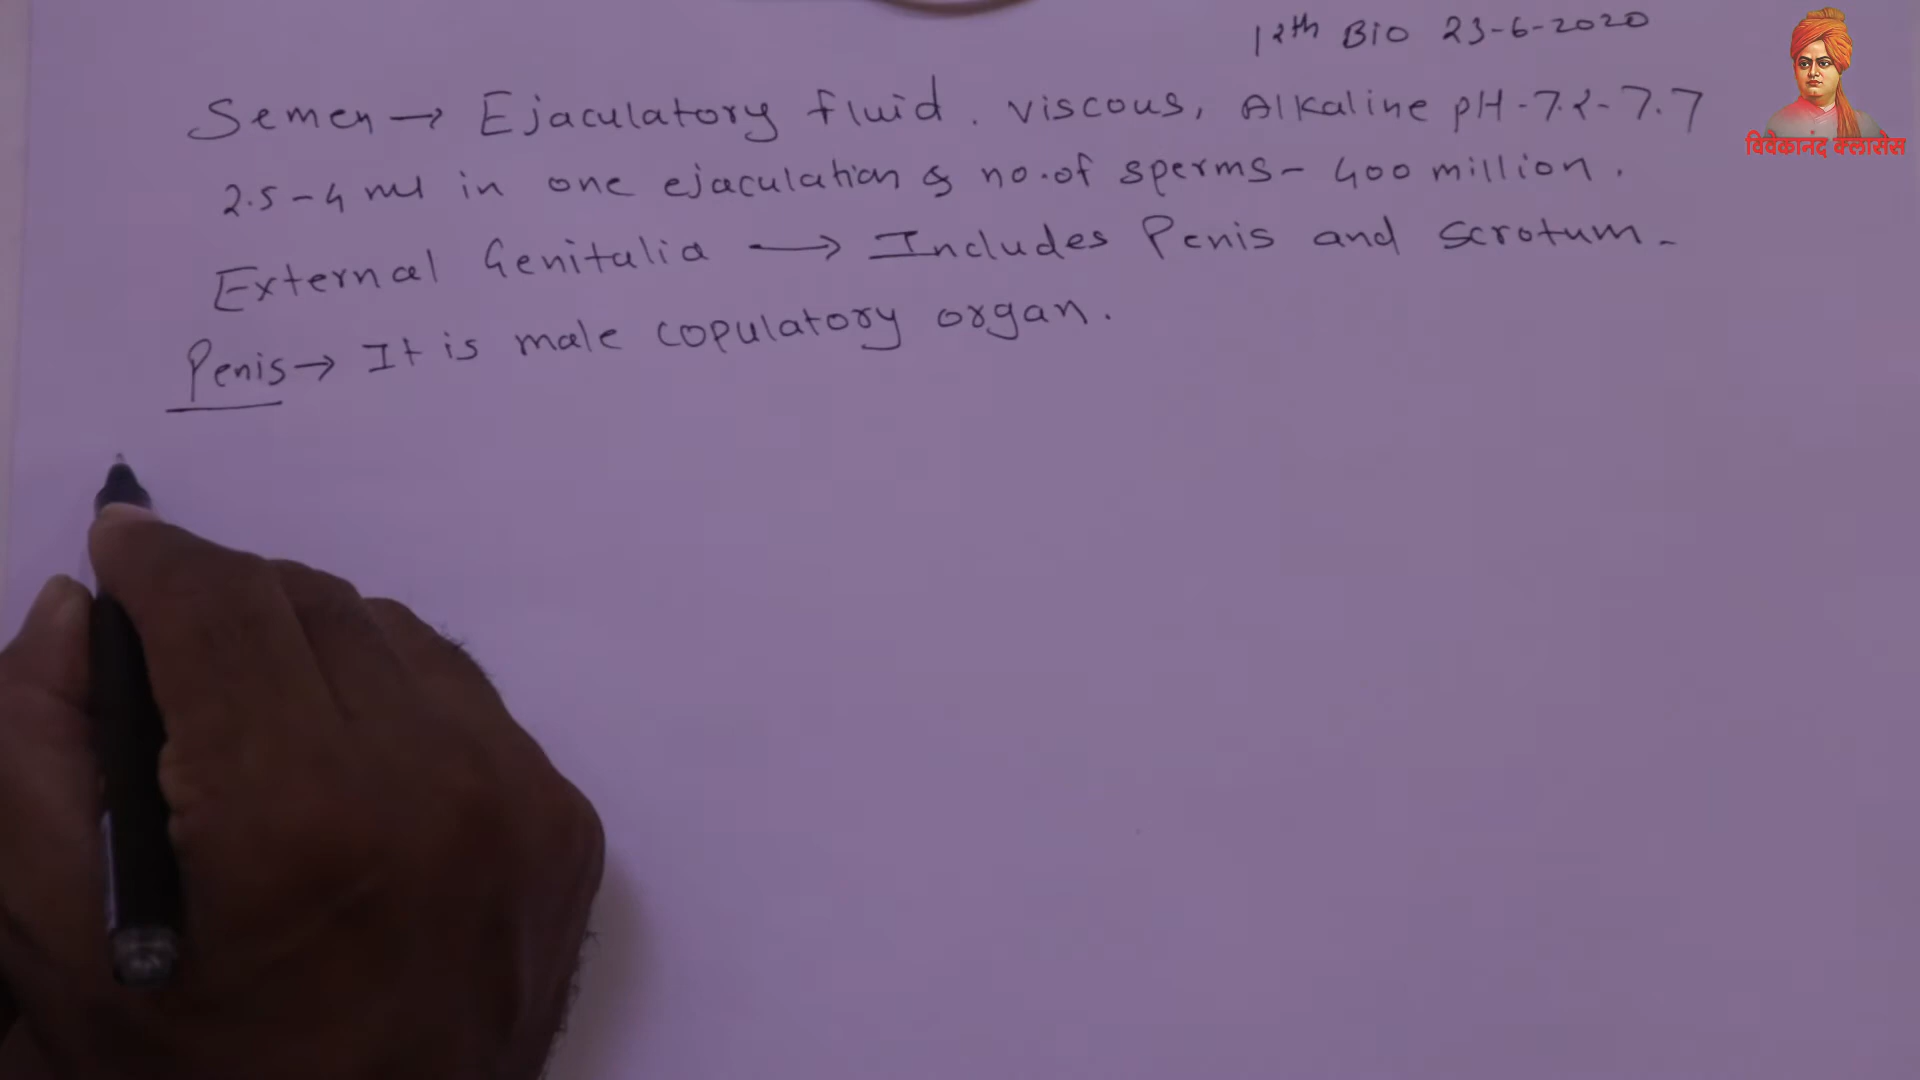 12th Bio 23-6-2020
विवेकानंद क्लासेस
Semen → Ejaculatory fluid. Viscous, Alkaline pH-7.2-7.7
2.5-4 ml in one ejaculation & no.of sperms- 400 million.
External Genitalia → Includes Penis and Scrotum-
Penis → It is male copulatory organ.